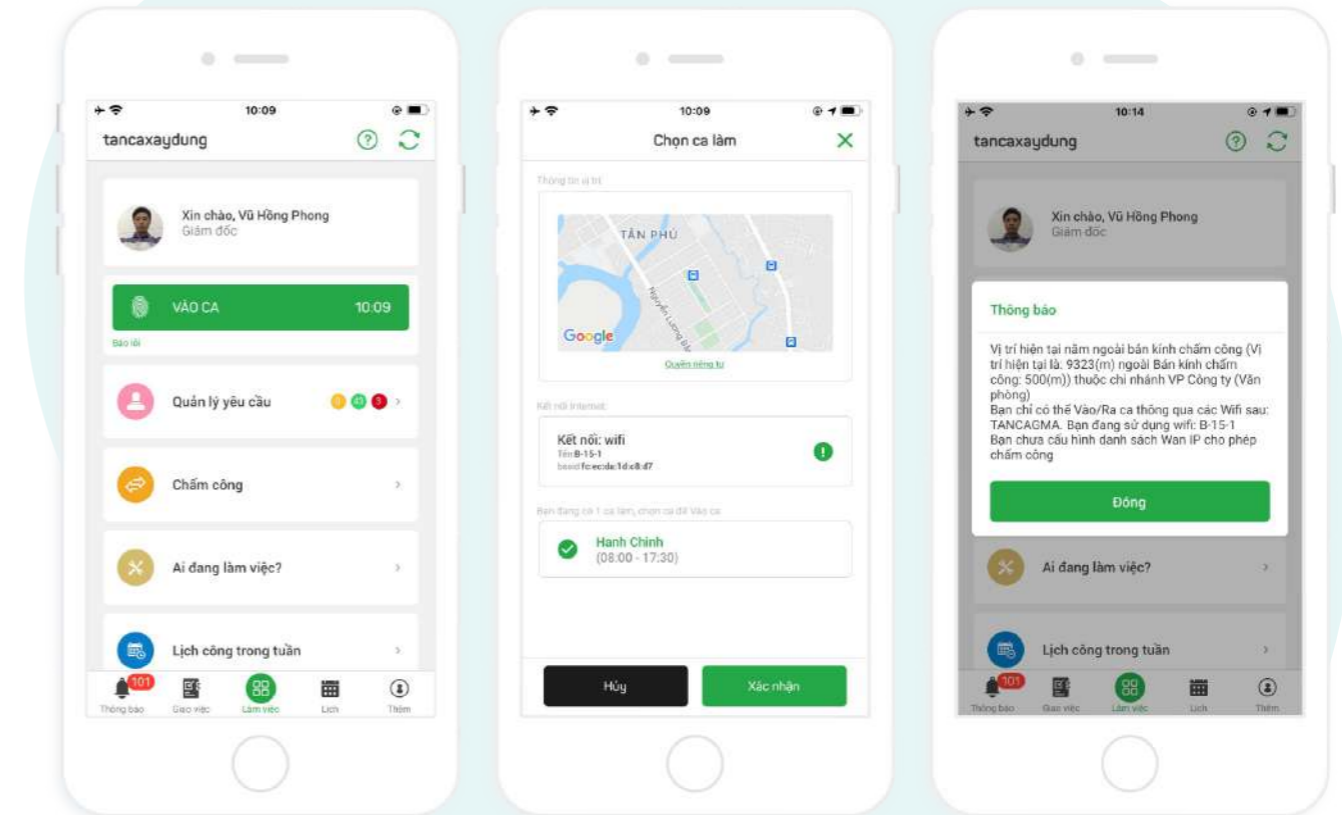 10:09
tancaxaydung
Xin chào, Vũ Hồng Phong
Giám đốc
VÀO CA 10:09
Báo lỗi
Quản lý yêu cầu 43 3
Chấm công
Ai đang làm việc?
Lịch công trong tuần
101
Thông báo Giao việc Làm việc Lịch Thêm
10:09
Chọn ca làm
Thông tin vị trí:
TÂN PHÚ
Google
Quyền riêng tư
Kết nối Internet:
Kết nối: wifi
Tên: B-15-1
bssid: fc:ec:da:1d:c8:d7
Bạn đang có 1 ca làm, chọn ca để Vào ca:
Hanh Chinh
(08:00 - 17:30)
Hủy Xác nhận
10:14
tancaxaydung
Xin chào, Vũ Hồng Phong
Giám đốc
Thông báo
Vị trí hiện tại nằm ngoài bán kính chấm công (Vị
trí hiện tại là: 9323(m) ngoài Bán kính chấm
công: 500(m)) thuộc chi nhánh VP Công ty (Văn
phòng)
Bạn chỉ có thể Vào/Ra ca thông qua các Wifi sau:
TANCAGMA. Bạn đang sử dụng wifi: B-15-1
Bạn chưa cấu hình danh sách Wan IP cho phép
chấm công
Đóng
Ai đang làm việc?
Lịch công trong tuần
101
Thông báo Giao việc Làm việc Lịch Thêm